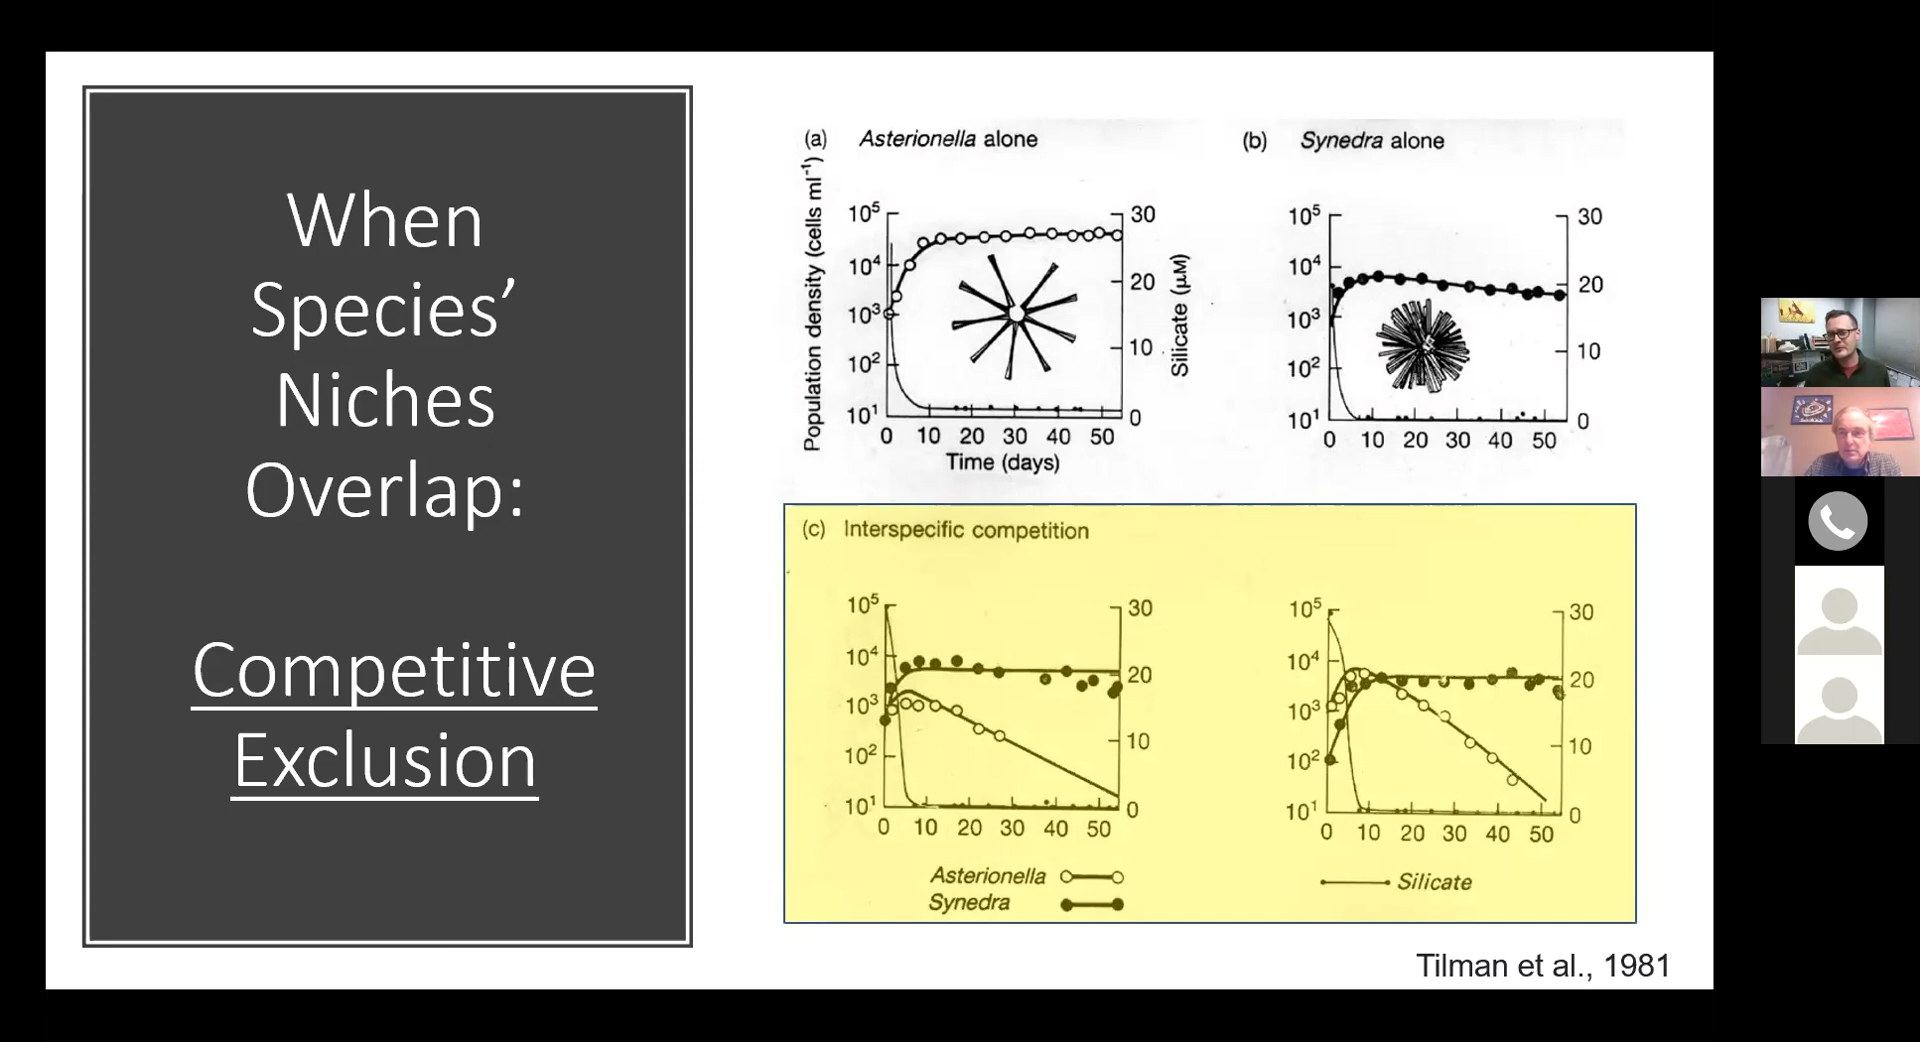 When
Species’
Niches
Overlap:
Competitive
Exclusion
(a) Asterionella alone
Population density (cells ml⁻¹)
10⁵
10⁴
10³
10²
10¹
30
20
10
0
Silicate (µM)
0 10 20 30 40 50
Time (days)
(b) Synedra alone
10⁵
10⁴
10³
10²
10¹
30
20
10
0
0 10 20 30 40 50
(c) Interspecific competition
10⁵
10⁴
10³
10²
10¹
30
20
10
0
0 10 20 30 40 50
10⁵
10⁴
10³
10²
10¹
30
20
10
0
0 10 20 30 40 50
Asterionella
Synedra
Silicate
Tilman et al., 1981